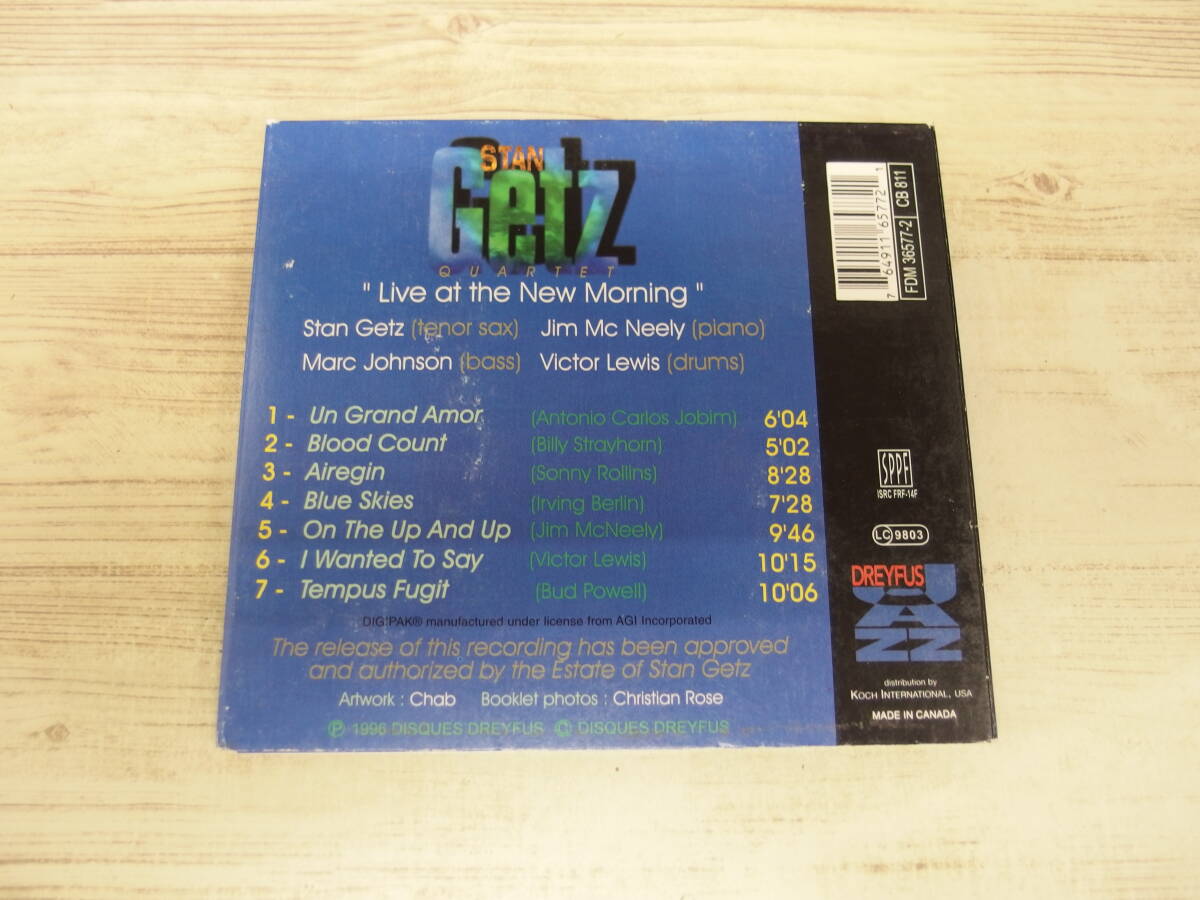 STAN
Getz
QUARTET
" Live at the New Morning "
Stan Getz (tenor sax) Jim Mc Neely (piano)
Marc Johnson (bass) Victor Lewis (drums)
1 - Un Grand Amor (Antonio Carlos Jobim) 6'04
2 - Blood Count (Billy Strayhorn) 5'02
3 - Airegin (Sonny Rollins) 8'28
4 - Blue Skies (Irving Berlin) 7'28
5 - On The Up And Up (Jim McNeely) 9'46
6 - I Wanted To Say (Victor Lewis) 10'15
7 - Tempus Fugit (Bud Powell) 10'06
DIGIPAK® manufactured under license from AGI Incorporated
The release of this recording has been approved
and authorized by the Estate of Stan Getz
Artwork : Chab Booklet photos : Christian Rose
℗ 1996 DISQUES DREYFUS © DISQUES DREYFUS
7 64911 65772 1
FDM 36577-2 CB 811
SPPF
ISRC FRF-14F
LC 9803
DREYFUS
JAZZ
distribution by
KOCH INTERNATIONAL, USA
MADE IN CANADA